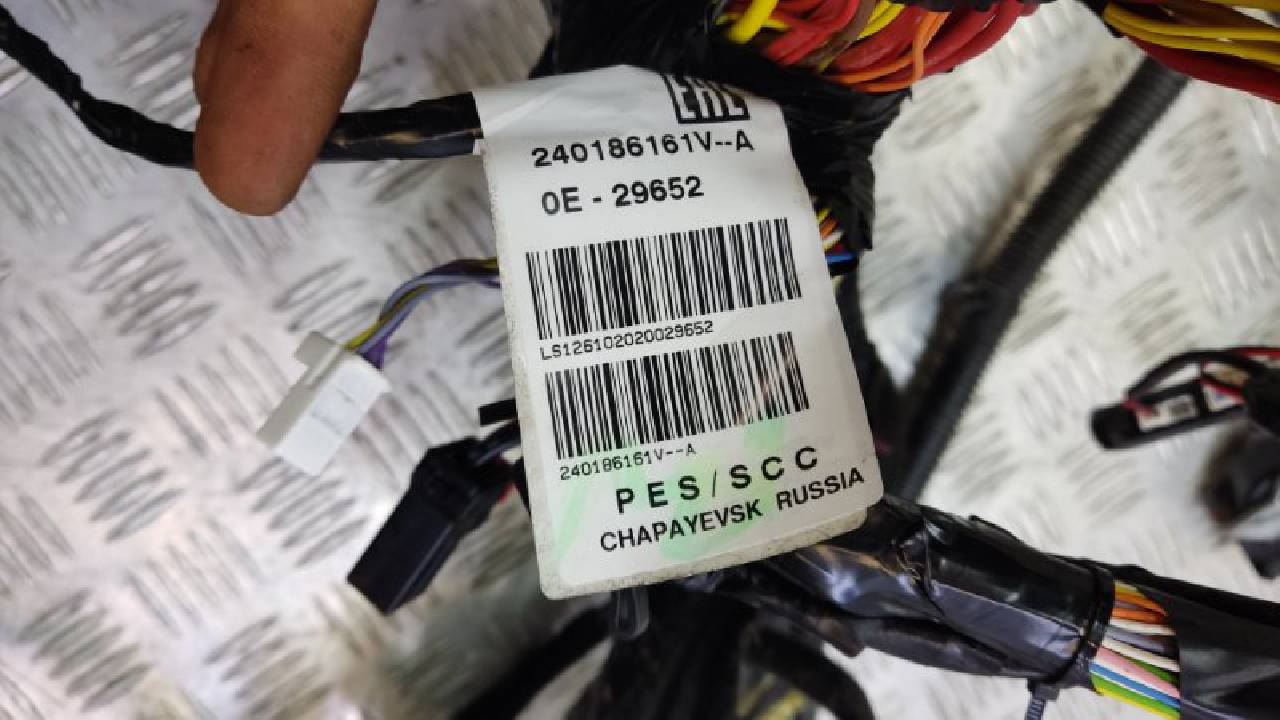 EAC
240186161V--A
0E - 29652
LS126102020029652
240186161V--A
PES/SCC
CHAPAYEVSK RUSSIA